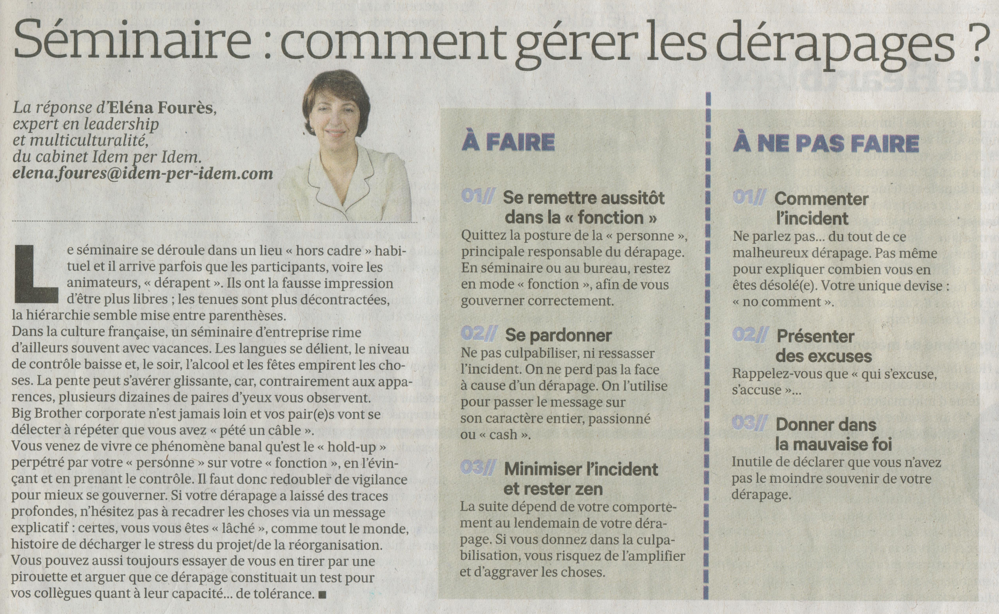 Séminaire : comment gérer les dérapages ?
La réponse d'Eléna Fourès,
expert en leadership
et multiculturalité,
du cabinet Idem per Idem.
elena.foures@idem-per-idem.com
Le séminaire se déroule dans un lieu « hors cadre » habi-
tuel et il arrive parfois que les participants, voire les
animateurs, « dérapent ». Ils ont la fausse impression
d'être plus libres ; les tenues sont plus décontractées,
la hiérarchie semble mise entre parenthèses.
Dans la culture française, un séminaire d'entreprise rime
d'ailleurs souvent avec vacances. Les langues se délient, le niveau
de contrôle baisse et, le soir, l'alcool et les fêtes empirent les cho-
ses. La pente peut s'avérer glissante, car, contrairement aux appa-
rences, plusieurs dizaines de paires d'yeux vous observent.
Big Brother corporate n'est jamais loin et vos pair(e)s vont se
délecter à répéter que vous avez « pété un câble ».
Vous venez de vivre ce phénomène banal qu'est le « hold-up »
perpétré par votre « personne » sur votre « fonction », en l'évin-
çant et en prenant le contrôle. Il faut donc redoubler de vigilance
pour mieux se gouverner. Si votre dérapage a laissé des traces
profondes, n'hésitez pas à recadrer les choses via un message
explicatif : certes, vous vous êtes « lâché », comme tout le monde,
histoire de décharger le stress du projet/de la réorganisation.
Vous pouvez aussi toujours essayer de vous en tirer par une
pirouette et arguer que ce dérapage constituait un test pour
vos collègues quant à leur capacité... de tolérance. ■
À FAIRE
01// Se remettre aussitôt
dans la « fonction »
Quittez la posture de la « personne »,
principale responsable du dérapage.
En séminaire ou au bureau, restez
en mode « fonction », afin de vous
gouverner correctement.
02// Se pardonner
Ne pas culpabiliser, ni ressasser
l'incident. On ne perd pas la face
à cause d'un dérapage. On l'utilise
pour passer le message sur
son caractère entier, passionné
ou « cash ».
03// Minimiser l'incident
et rester zen
La suite dépend de votre comporte-
ment au lendemain de votre déra-
page. Si vous donnez dans la culpa-
bilisation, vous risquez de l'amplifier
et d'aggraver les choses.
À NE PAS FAIRE
01// Commenter
l'incident
Ne parlez pas... du tout de ce
malheureux dérapage. Pas même
pour expliquer combien vous en
êtes désolé(e). Votre unique devise :
« no comment ».
02// Présenter
des excuses
Rappelez-vous que « qui s'excuse,
s'accuse »...
03// Donner dans
la mauvaise foi
Inutile de déclarer que vous n'avez
pas le moindre souvenir de votre
dérapage.